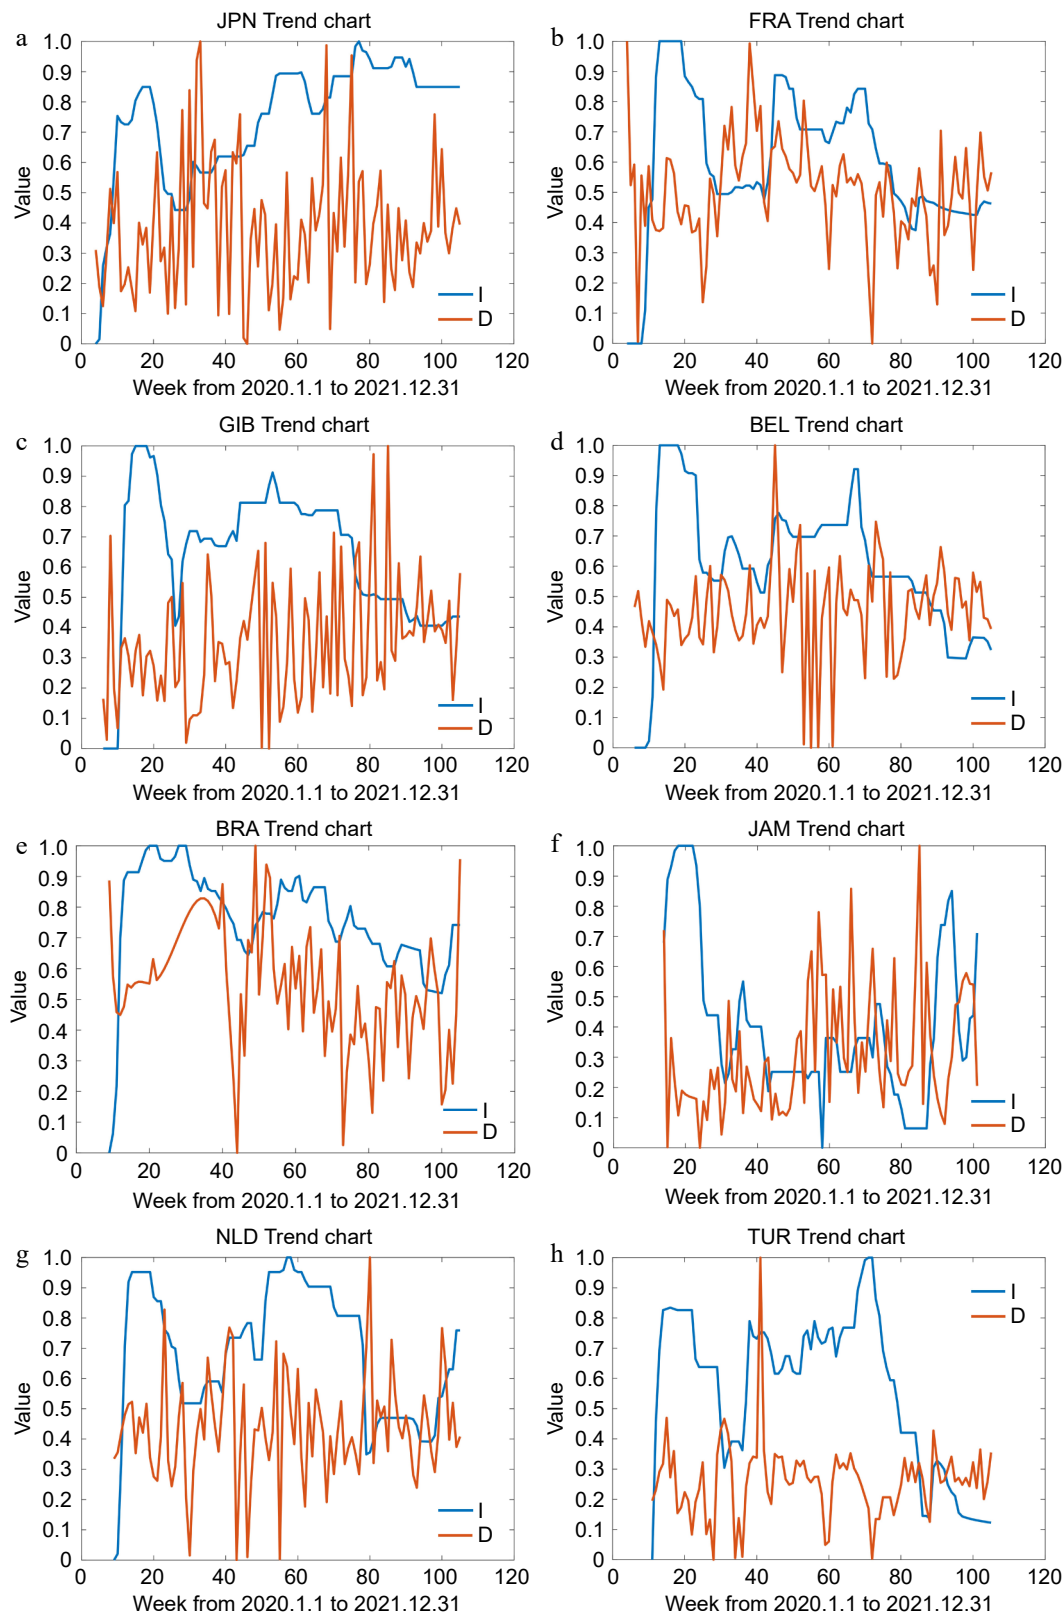 a
JPN Trend chart
1.0
0.9
0.8
0.7
0.6
0.5
0.4
0.3
0.2
0.1
0
Value
I
D
0 20 40 60 80 100 120
Week from 2020.1.1 to 2021.12.31
b
FRA Trend chart
1.0
0.9
0.8
0.7
0.6
0.5
0.4
0.3
0.2
0.1
0
Value
I
D
0 20 40 60 80 100 120
Week from 2020.1.1 to 2021.12.31
c
GIB Trend chart
1.0
0.9
0.8
0.7
0.6
0.5
0.4
0.3
0.2
0.1
0
Value
I
D
0 20 40 60 80 100 120
Week from 2020.1.1 to 2021.12.31
d
BEL Trend chart
1.0
0.9
0.8
0.7
0.6
0.5
0.4
0.3
0.2
0.1
0
Value
I
D
0 20 40 60 80 100 120
Week from 2020.1.1 to 2021.12.31
e
BRA Trend chart
1.0
0.9
0.8
0.7
0.6
0.5
0.4
0.3
0.2
0.1
0
Value
I
D
0 20 40 60 80 100 120
Week from 2020.1.1 to 2021.12.31
f
JAM Trend chart
1.0
0.9
0.8
0.7
0.6
0.5
0.4
0.3
0.2
0.1
0
Value
I
D
0 20 40 60 80 100 120
Week from 2020.1.1 to 2021.12.31
g
NLD Trend chart
1.0
0.9
0.8
0.7
0.6
0.5
0.4
0.3
0.2
0.1
0
Value
I
D
0 20 40 60 80 100 120
Week from 2020.1.1 to 2021.12.31
h
TUR Trend chart
1.0
0.9
0.8
0.7
0.6
0.5
0.4
0.3
0.2
0.1
0
Value
I
D
0 20 40 60 80 100 120
Week from 2020.1.1 to 2021.12.31